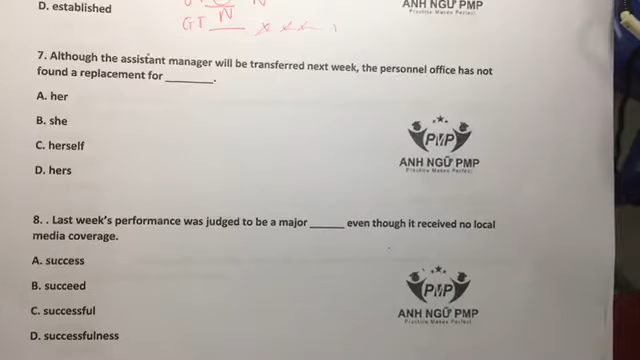 D. established
ANH NGỮ PMP
Practice Makes Perfect
GT N
7. Although the assistant manager will be transferred next week, the personnel office has not
found a replacement for ________.
A. her
B. she
C. herself
D. hers
PMP
ANH NGỮ PMP
Practice Makes Perfect
8. . Last week's performance was judged to be a major ______ even though it received no local
media coverage.
A. success
B. succeed
C. successful
D. successfulness
PMP
ANH NGỮ PMP
Practice Makes Perfect